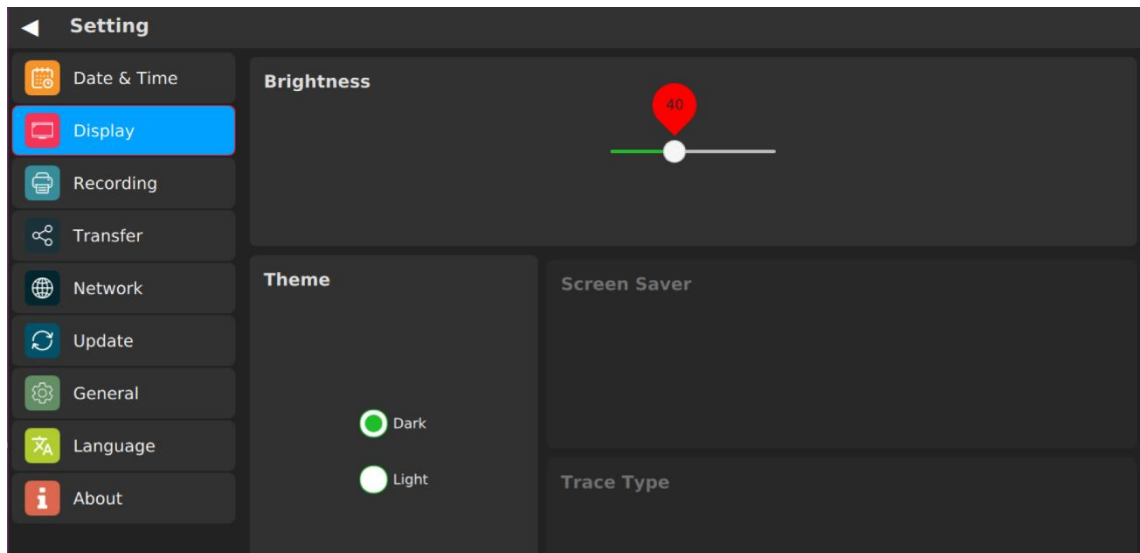 Setting
Date & Time
Display
Recording
Transfer
Network
Update
General
Language
About
Brightness
40
Theme
Dark
Light
Screen Saver
Trace Type